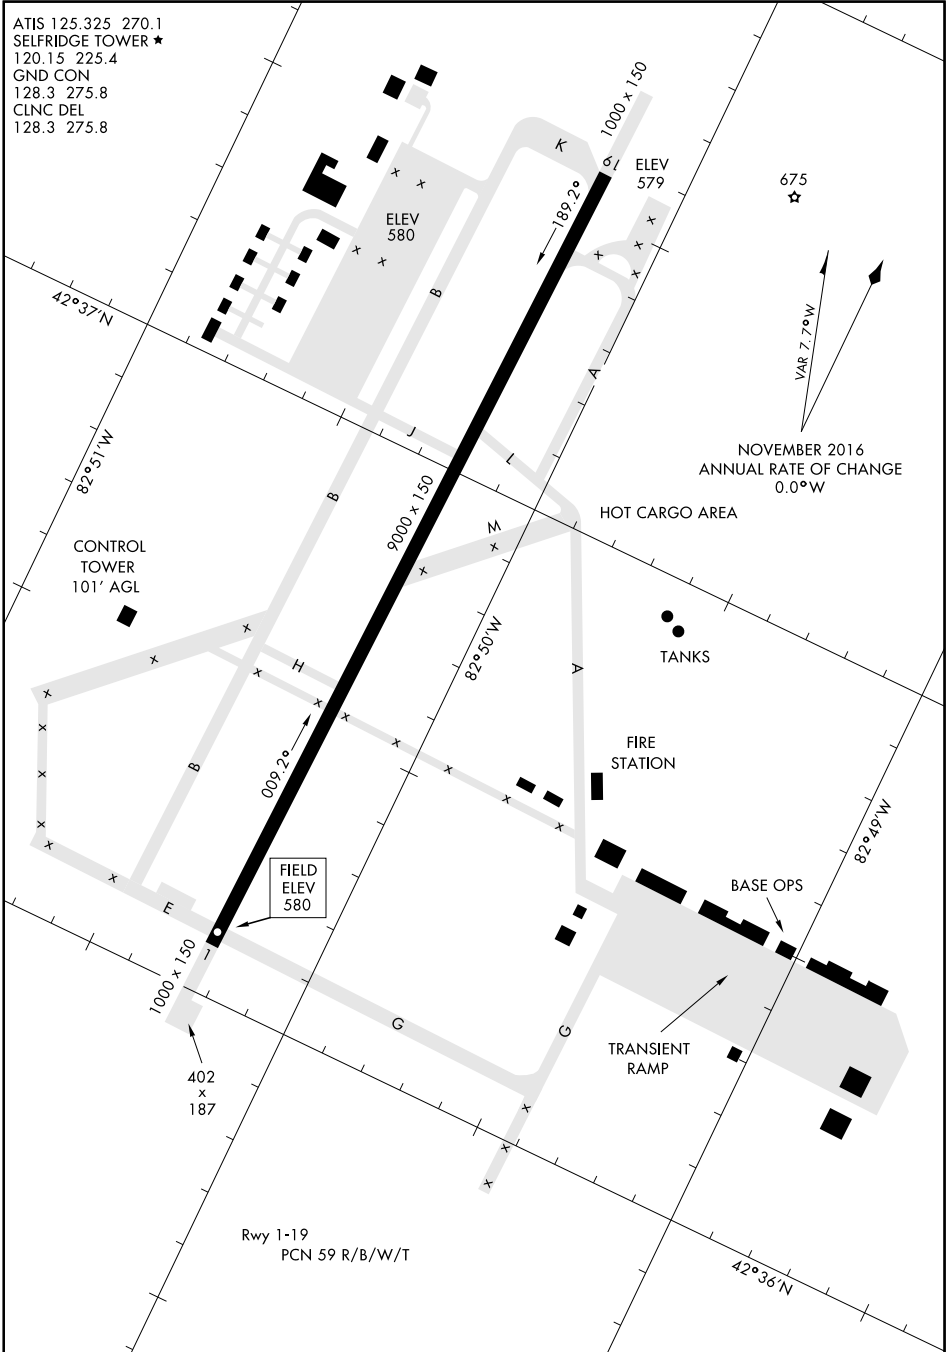 ATIS 125.325 270.1
SELFRIDGE TOWER ★
120.15 225.4
GND CON
128.3 275.8
CLNC DEL
128.3 275.8
1000 x 150
K
19
ELEV
579
675
189.2°
ELEV
580
B
42°37'N
VAR 7.7°W
A
J
82°51'W
L
NOVEMBER 2016
ANNUAL RATE OF CHANGE
0.0°W
B
9000 x 150
M
HOT CARGO AREA
CONTROL
TOWER
101' AGL
82°50'W
TANKS
H
A
FIRE
STATION
009.2°
B
82°49'W
FIELD
ELEV
580
BASE OPS
E
1
1000 x 150
G
G
TRANSIENT
RAMP
402
x
187
Rwy 1-19
PCN 59 R/B/W/T
42°36'N